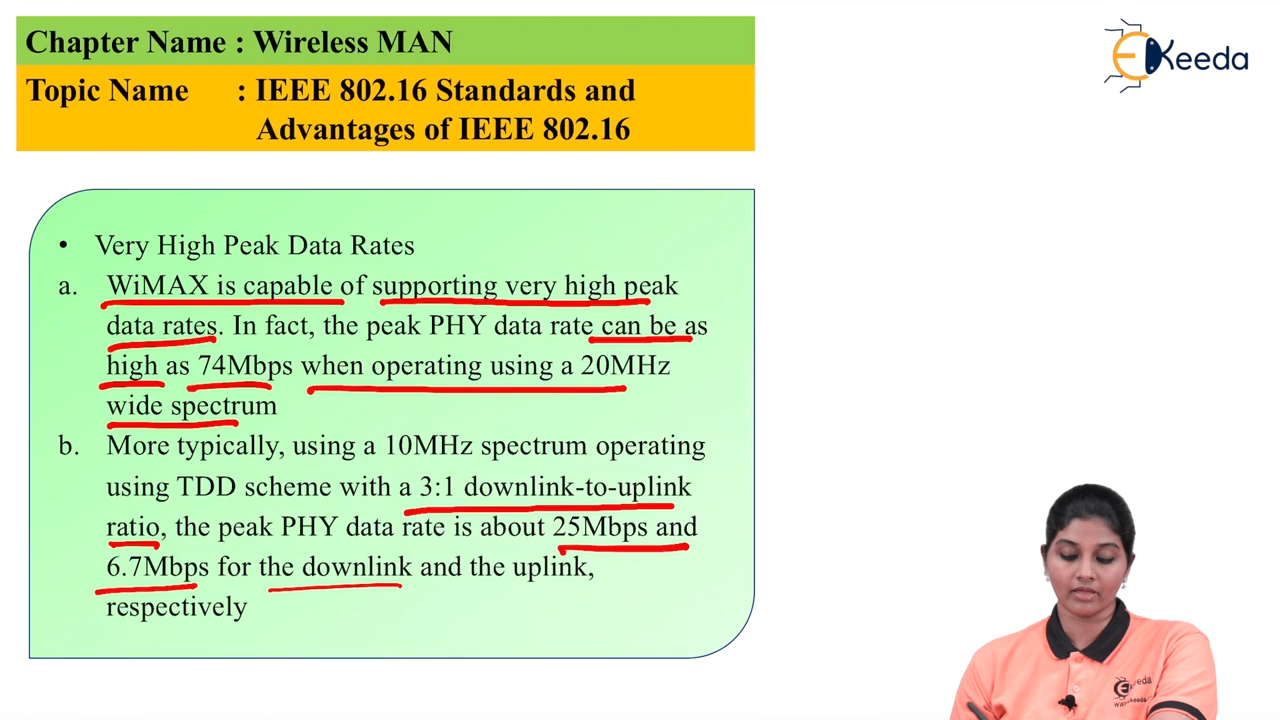 Chapter Name : Wireless MAN
Keeda
Topic Name : IEEE 802.16 Standards and
Advantages of IEEE 802.16
• Very High Peak Data Rates
a. WiMAX is capable of supporting very high peak
data rates. In fact, the peak PHY data rate can be as
high as 74Mbps when operating using a 20MHz
wide spectrum
b. More typically, using a 10MHz spectrum operating
using TDD scheme with a 3:1 downlink-to-uplink
ratio, the peak PHY data rate is about 25Mbps and
6.7Mbps for the downlink and the uplink,
respectively